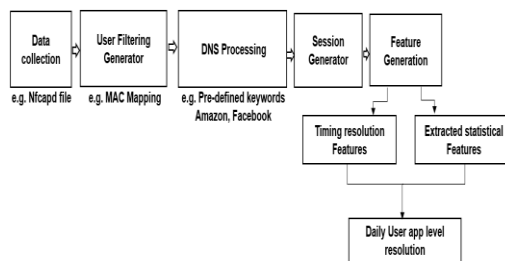 Data
collection
User Filtering
Generator
DNS Processing
Session
Generator
Feature
Generation
e.g. Nfcapd file
e.g. MAC Mapping
e.g. Pre-defined keywords
Amazon, Facebook
Timing resolution
Features
Extracted statistical
Features
Daily User app level
resolution